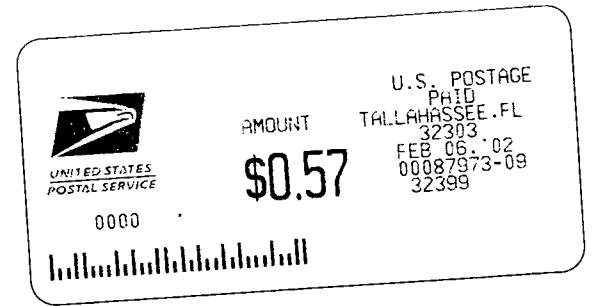 UNITED STATES
POSTAL SERVICE
0000
AMOUNT
$0.57
U.S. POSTAGE
PAID
TALLAHASSEE.FL
32303
FEB 06.'02
00087973-09
32399